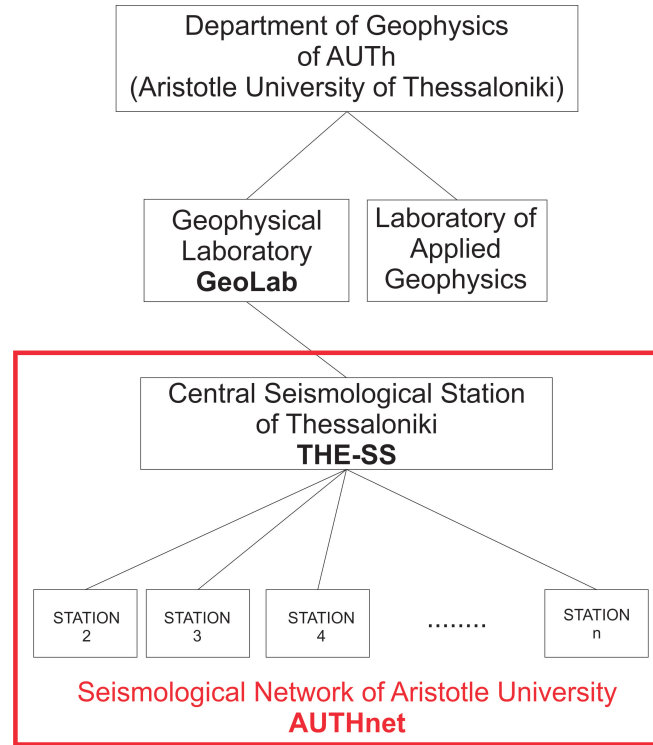 Department of Geophysics
of AUTh
(Aristotle University of Thessaloniki)
Geophysical
Laboratory
GeoLab
Laboratory of
Applied
Geophysics
Central Seismological Station
of Thessaloniki
THE-SS
STATION
2
STATION
3
STATION
4
........
STATION
n
Seismological Network of Aristotle University
AUTHnet